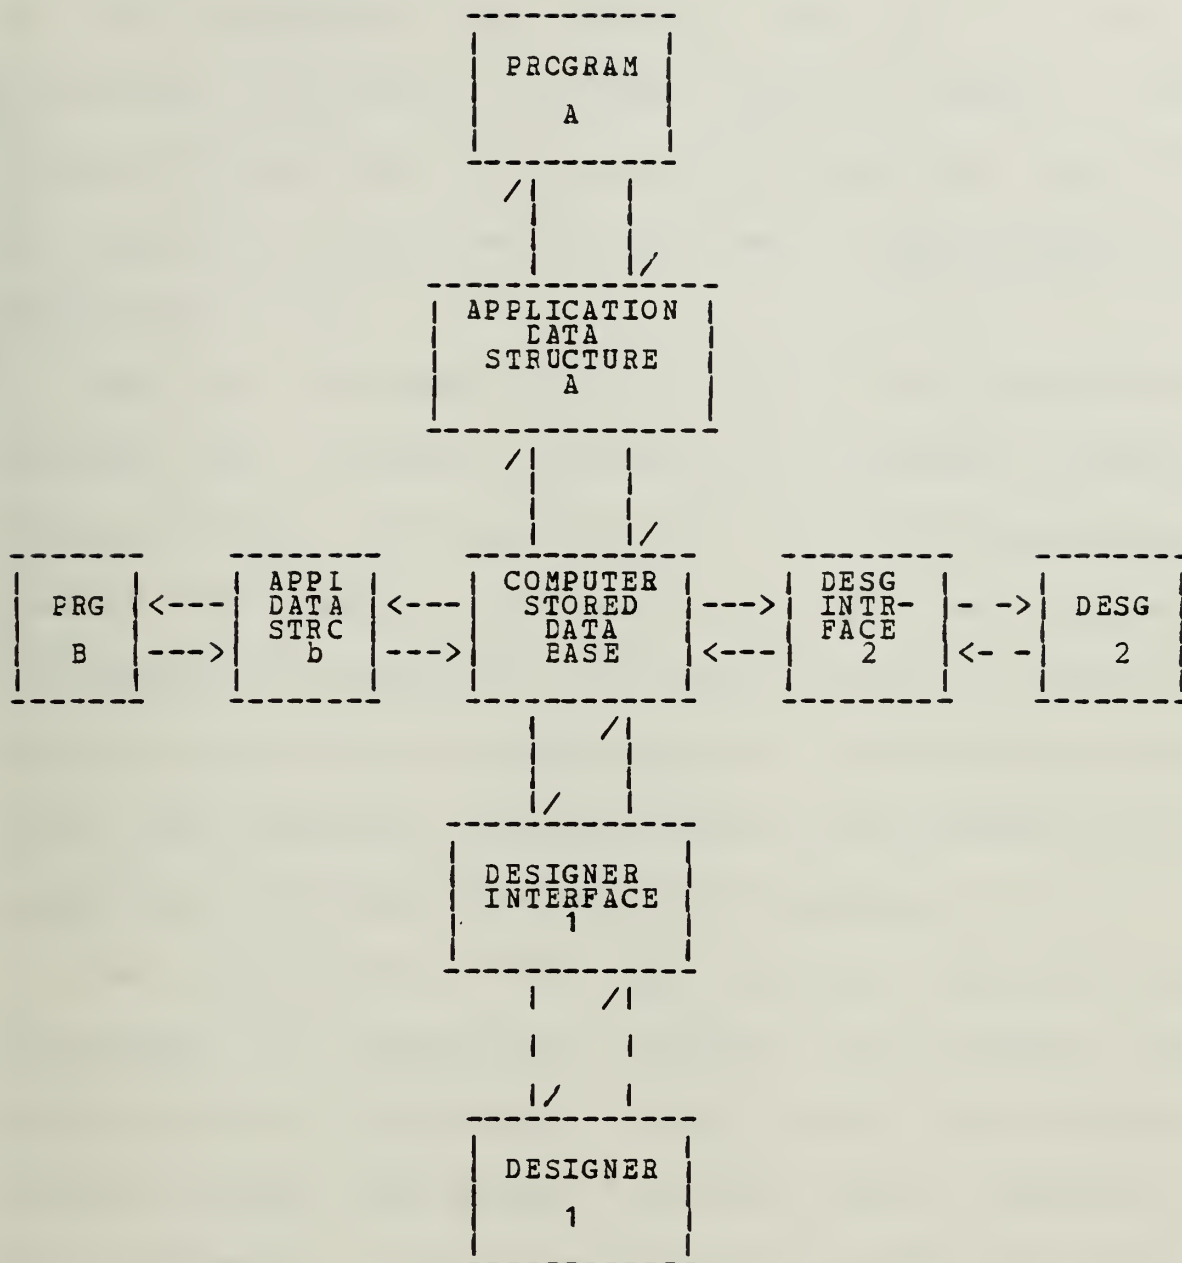 PROGRAM
A
APPLICATION
DATA
STRUCTURE
A
PRG
B
APPL
DATA
STRC
b
COMPUTER
STORED
DATA
BASE
DESG
INTR-
FACE
2
DESG
2
DESIGNER
INTERFACE
1
DESIGNER
1